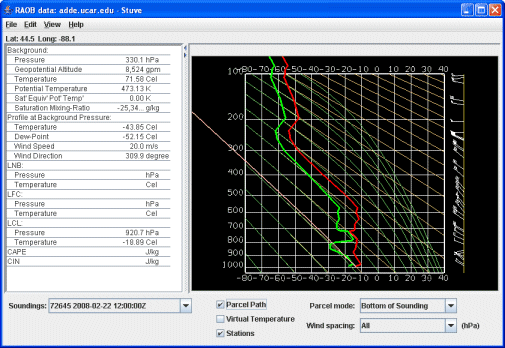 RAOB data: adde.ucar.edu - Stuve
File Edit View Help
Lat: 44.5 Long: -88.1
Background:
Pressure 330.1 hPa
Geopotential Altitude 8,524 gpm
Temperature 71.58 Cel
Potential Temperature 473.13 K
Sat' Equiv' Pot' Temp' 0.00 K
Saturation Mixing-Ratio -25,34... g/kg
Profile at Background Pressure:
Temperature -43.85 Cel
Dew-Point -52.15 Cel
Wind Speed 20.0 m/s
Wind Direction 309.9 degree
LNB:
Pressure hPa
Temperature Cel
LFC:
Pressure hPa
Temperature Cel
LCL:
Pressure 920.7 hPa
Temperature -18.89 Cel
CAPE J/kg
CIN J/kg
-80 -70 -60 -50 -40 -30 -20 -10 0 10 20 30 40
100
200
300
400
500
600
700
800
900
1000
-80 -70 -60 -50 -40 -30 -20 -10 0 10 20 30 40
Soundings: 72645 2008-02-22 12:00:00Z
Parcel Path
Virtual Temperature
Stations
Parcel mode: Bottom of Sounding
Wind spacing: All (hPa)